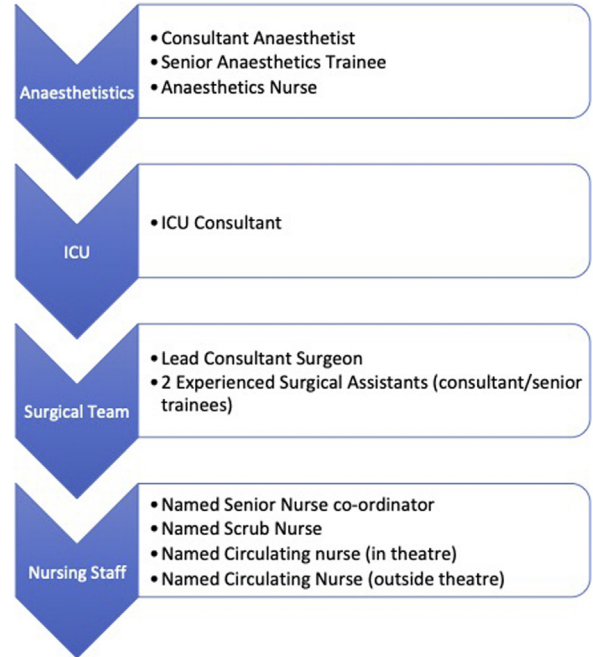 Anaesthetistics
• Consultant Anaesthetist
• Senior Anaesthetics Trainee
• Anaesthetics Nurse
ICU
• ICU Consultant
Surgical Team
• Lead Consultant Surgeon
• 2 Experienced Surgical Assistants (consultant/senior
trainees)
Nursing Staff
• Named Senior Nurse co-ordinator
• Named Scrub Nurse
• Named Circulating nurse (in theatre)
• Named Circulating Nurse (outside theatre)